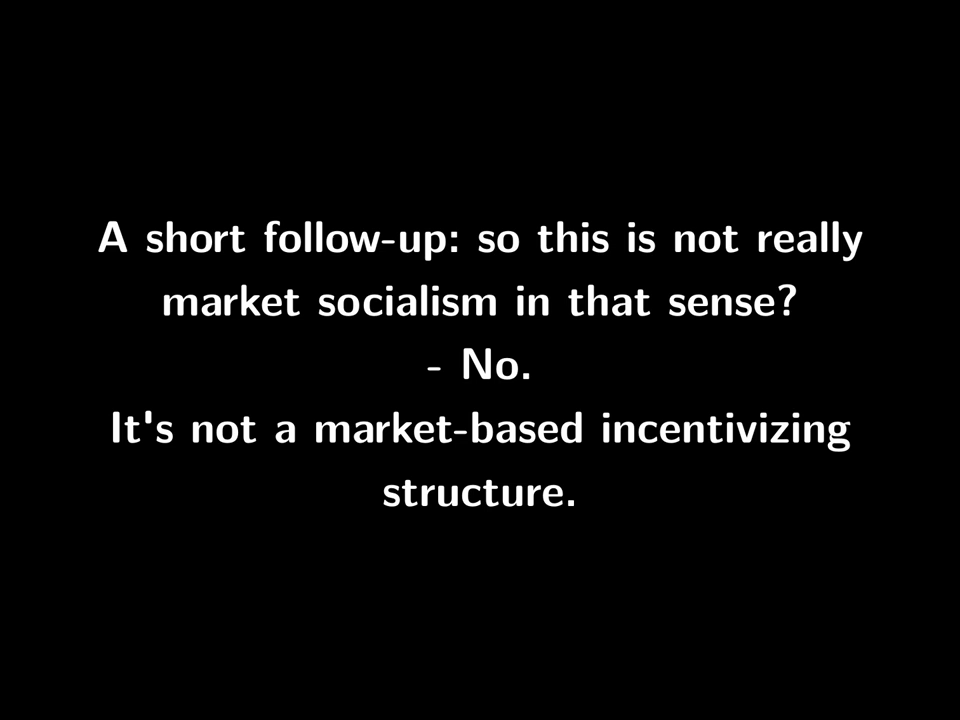 A short follow-up: so this is not really
market socialism in that sense?
- No.
It's not a market-based incentivizing
structure.